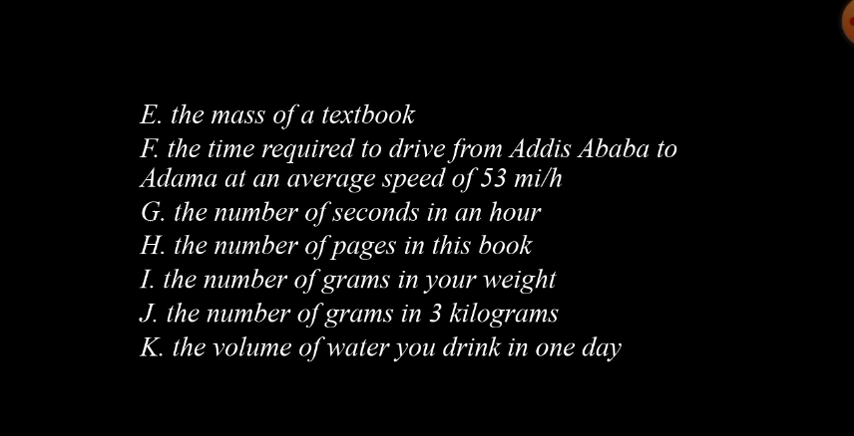 E. the mass of a textbook
F. the time required to drive from Addis Ababa to
Adama at an average speed of 53 mi/h
G. the number of seconds in an hour
H. the number of pages in this book
I. the number of grams in your weight
J. the number of grams in 3 kilograms
K. the volume of water you drink in one day